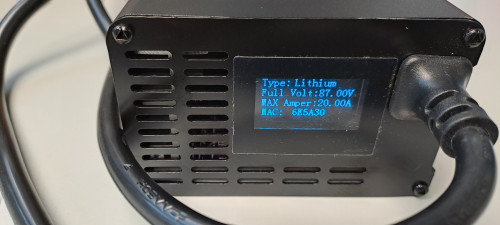 Type: Lithium
Full Volt:87.00V
MAX Amper:20.00A
MAC: 6E5A30